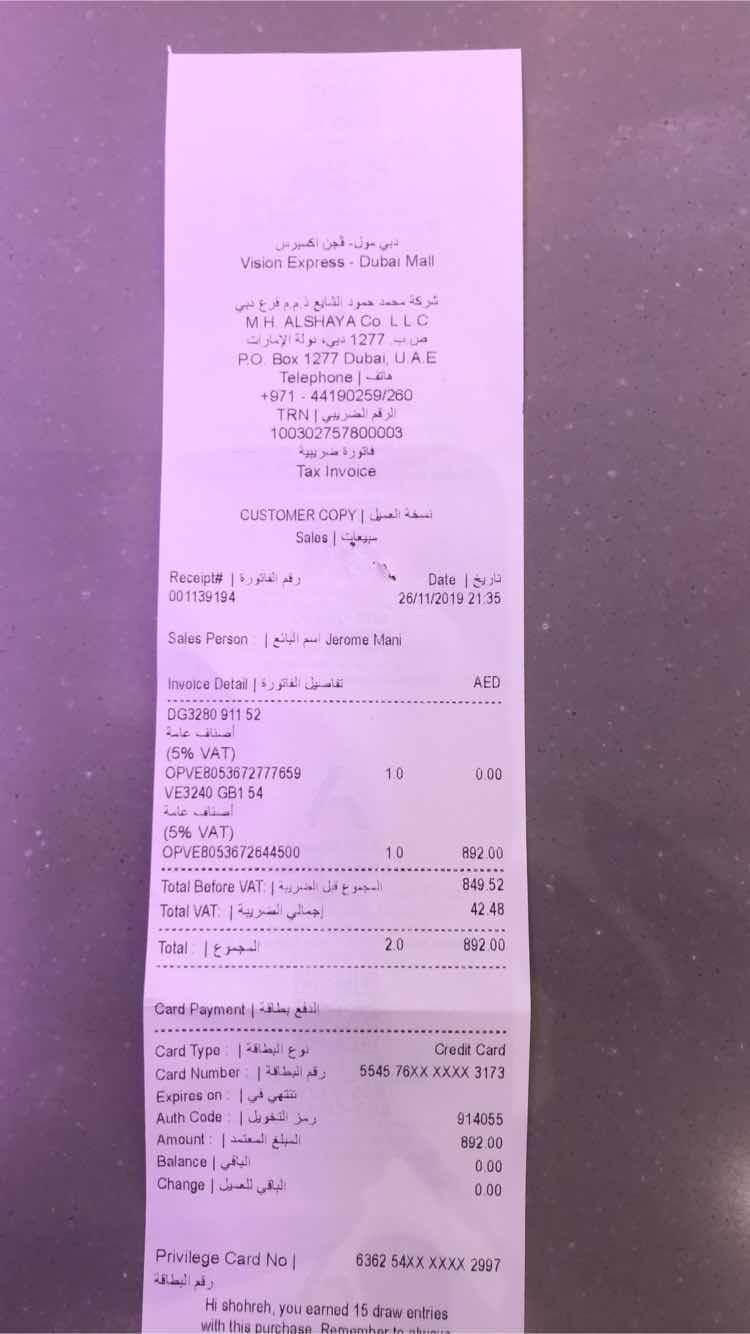 دبي مول- ڤجن اكسبرس
Vision Express - Dubai Mall
شركة محمد حمود الشايع ذ.م.م فرع دبي
M.H. ALSHAYA Co. L.L.C
ص.ب. 1277 دبي، دولة الإمارات
P.O. Box 1277 Dubai, U.A.E
Telephone | هاتف
+971 - 44190259/260
TRN | الرقم الضريبي
100302757800003
فاتورة ضريبية
Tax Invoice
CUSTOMER COPY | نسخة العميل
Sales | مبيعات
Receipt# | رقم الفاتورة Date | تاريخ
001139194 26/11/2019 21:35
Sales Person : | اسم البائع Jerome Mani
Invoice Detail | تفاصيل الفاتورة AED
DG3280 911 52
أصناف عامة
(5% VAT)
OPVE8053672777659 1.0 0.00
VE3240 GB1 54
أصناف عامة
(5% VAT)
OPVE8053672644500 1.0 892.00
Total Before VAT: | المجموع قبل الضريبة 849.52
Total VAT: | إجمالي الضريبة 42.48
Total : | المجموع 2.0 892.00
Card Payment | الدفع بطاقة
Card Type : | نوع البطاقة Credit Card
Card Number : | رقم البطاقة 5545 76XX XXXX 3173
Expires on : | تنتهي في
Auth Code : | رمز التخويل 914055
Amount : | المبلغ المعتمد 892.00
Balance | الباقي 0.00
Change | الباقي للعميل 0.00
Privilege Card No | 6362 54XX XXXX 2997
رقم البطاقة
Hi shohreh, you earned 15 draw entries
with this purchase. Remember to always